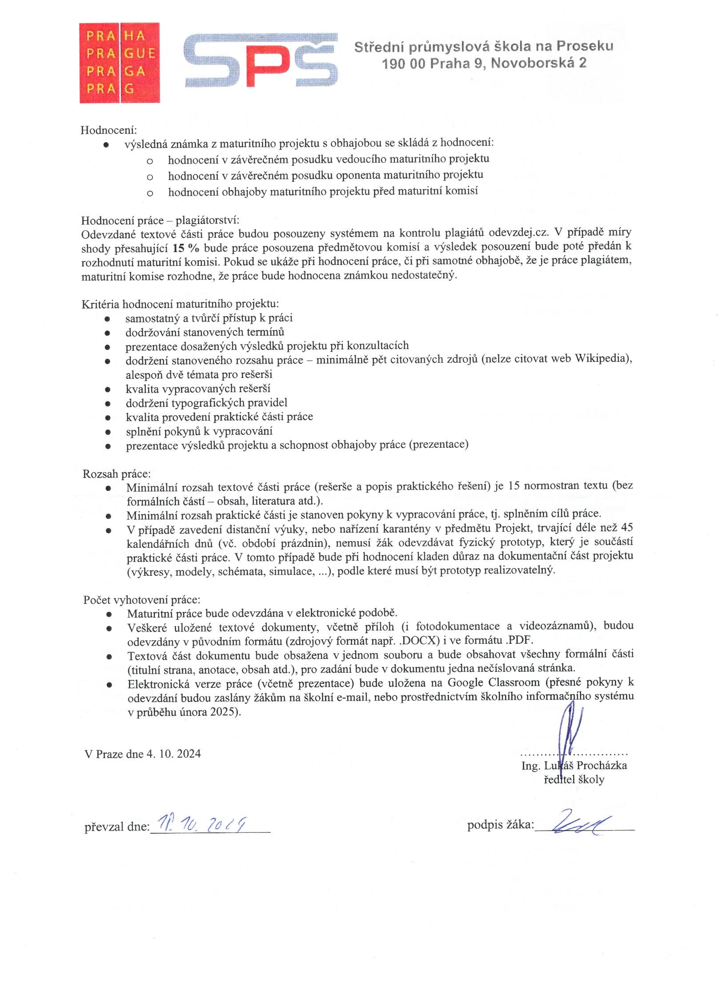 PRA HA
PRA GUE
PRA GA
PRA G
SPŠ
Střední průmyslová škola na Proseku
190 00 Praha 9, Novoborská 2
Hodnocení:
● výsledná známka z maturitního projektu s obhajobou se skládá z hodnocení:
o hodnocení v závěrečném posudku vedoucího maturitního projektu
o hodnocení v závěrečném posudku oponenta maturitního projektu
o hodnocení obhajoby maturitního projektu před maturitní komisí
Hodnocení práce – plagiátorství:
Odevzdané textové části práce budou posouzeny systémem na kontrolu plagiátů odevzdej.cz. V případě míry
shody přesahující 15 % bude práce posouzena předmětovou komisí a výsledek posouzení bude poté předán k
rozhodnutí maturitní komisi. Pokud se ukáže při hodnocení práce, či při samotné obhajobě, že je práce plagiátem,
maturitní komise rozhodne, že práce bude hodnocena známkou nedostatečný.
Kritéria hodnocení maturitního projektu:
● samostatný a tvůrčí přístup k práci
● dodržování stanovených termínů
● prezentace dosažených výsledků projektu při konzultacích
● dodržení stanoveného rozsahu práce – minimálně pět citovaných zdrojů (nelze citovat web Wikipedia),
alespoň dvě témata pro rešerši
● kvalita vypracovaných rešerší
● dodržení typografických pravidel
● kvalita provedení praktické části práce
● splnění pokynů k vypracování
● prezentace výsledků projektu a schopnost obhajoby práce (prezentace)
Rozsah práce:
● Minimální rozsah textové části práce (rešerše a popis praktického řešení) je 15 normostran textu (bez
formálních částí – obsah, literatura atd.).
● Minimální rozsah praktické části je stanoven pokyny k vypracování práce, tj. splněním cílů práce.
● V případě zavedení distanční výuky, nebo nařízení karantény v předmětu Projekt, trvající déle než 45
kalendářních dnů (vč. období prázdnin), nemusí žák odevzdávat fyzický prototyp, který je součástí
praktické části práce. V tomto případě bude při hodnocení kladen důraz na dokumentační část projektu
(výkresy, modely, schémata, simulace, ...), podle které musí být prototyp realizovatelný.
Počet vyhotovení práce:
● Maturitní práce bude odevzdána v elektronické podobě.
● Veškeré uložené textové dokumenty, včetně příloh (i fotodokumentace a videozáznamů), budou
odevzdány v původním formátu (zdrojový formát např. .DOCX) i ve formátu .PDF.
● Textová část dokumentu bude obsažena v jednom souboru a bude obsahovat všechny formální části
(titulní strana, anotace, obsah atd.), pro zadání bude v dokumentu jedna nečíslovaná stránka.
● Elektronická verze práce (včetně prezentace) bude uložena na Google Classroom (přesné pokyny k
odevzdání budou zaslány žákům na školní e-mail, nebo prostřednictvím školního informačního systému
v průběhu února 2025).
V Praze dne 4. 10. 2024
Ing. Lukáš Procházka
ředitel školy
převzal dne: 10. 2024
podpis žáka: